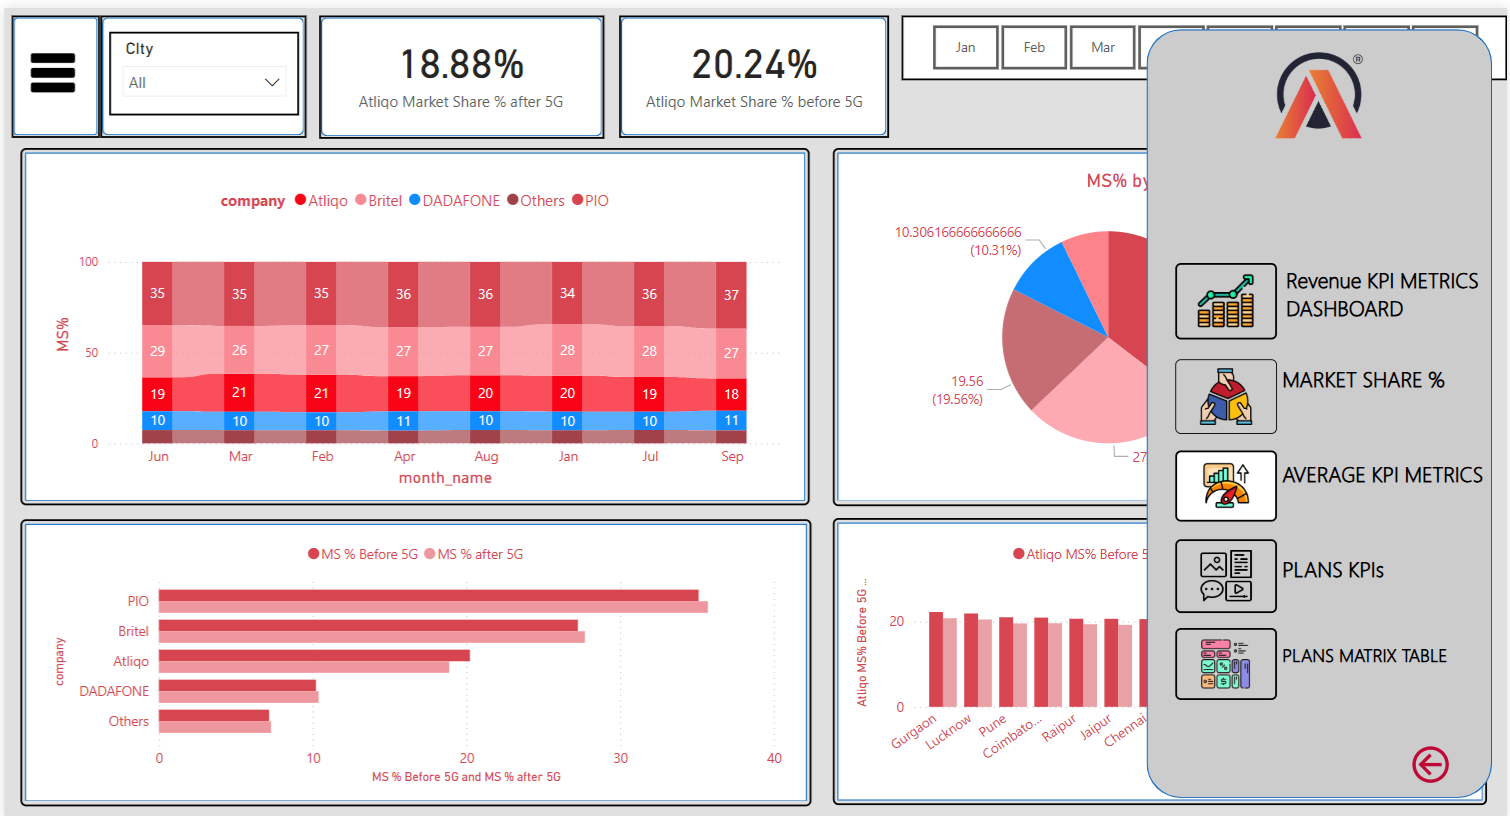 CIty
All
18.88%
Atliqo Market Share % after 5G
20.24%
Atliqo Market Share % before 5G
Jan
Feb
Mar
®
company Atliqo Britel DADAFONE Others PIO
MS%
100
50
0
35 35 35 36 36 34 36 37
29 26 27 27 27 28 28 27
19 21 21 19 20 20 19 18
10 10 10 11 10 10 10 11
Jun Mar Feb Apr Aug Jan Jul Sep
month_name
MS% by
10.306166666666666
(10.31%)
19.56
(19.56%)
27
MS % Before 5G MS % after 5G
company
PIO
Britel
Atliqo
DADAFONE
Others
0 10 20 30 40
MS % Before 5G and MS % after 5G
Atliqo MS% Before 5
Atliqo MS% Before 5G ...
20
0
Gurgaon
Lucknow
Pune
Coimbato...
Raipur
Jaipur
Chennai
Revenue KPI METRICS
DASHBOARD
MARKET SHARE %
AVERAGE KPI METRICS
PLANS KPIs
PLANS MATRIX TABLE